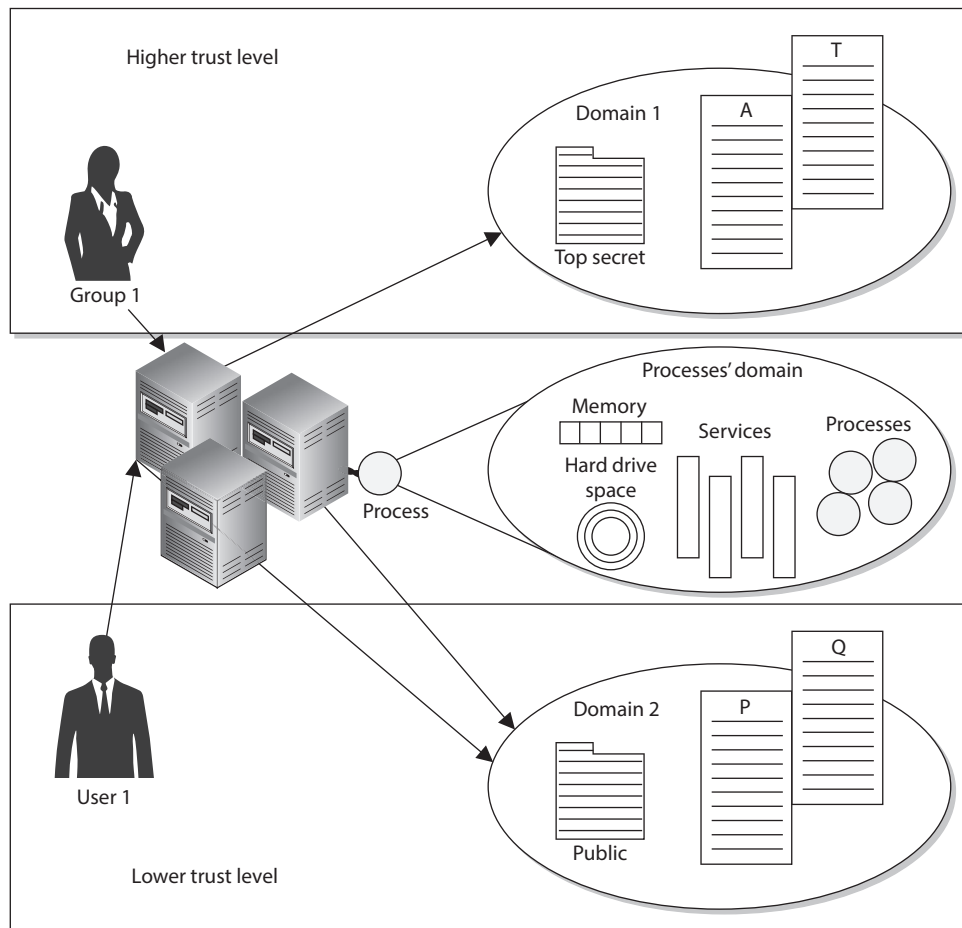 Higher trust level
T
Domain 1
A
Top secret
Group 1
Processes' domain
Memory
Services
Processes
Hard drive
space
Process
Q
Domain 2
P
User 1
Public
Lower trust level